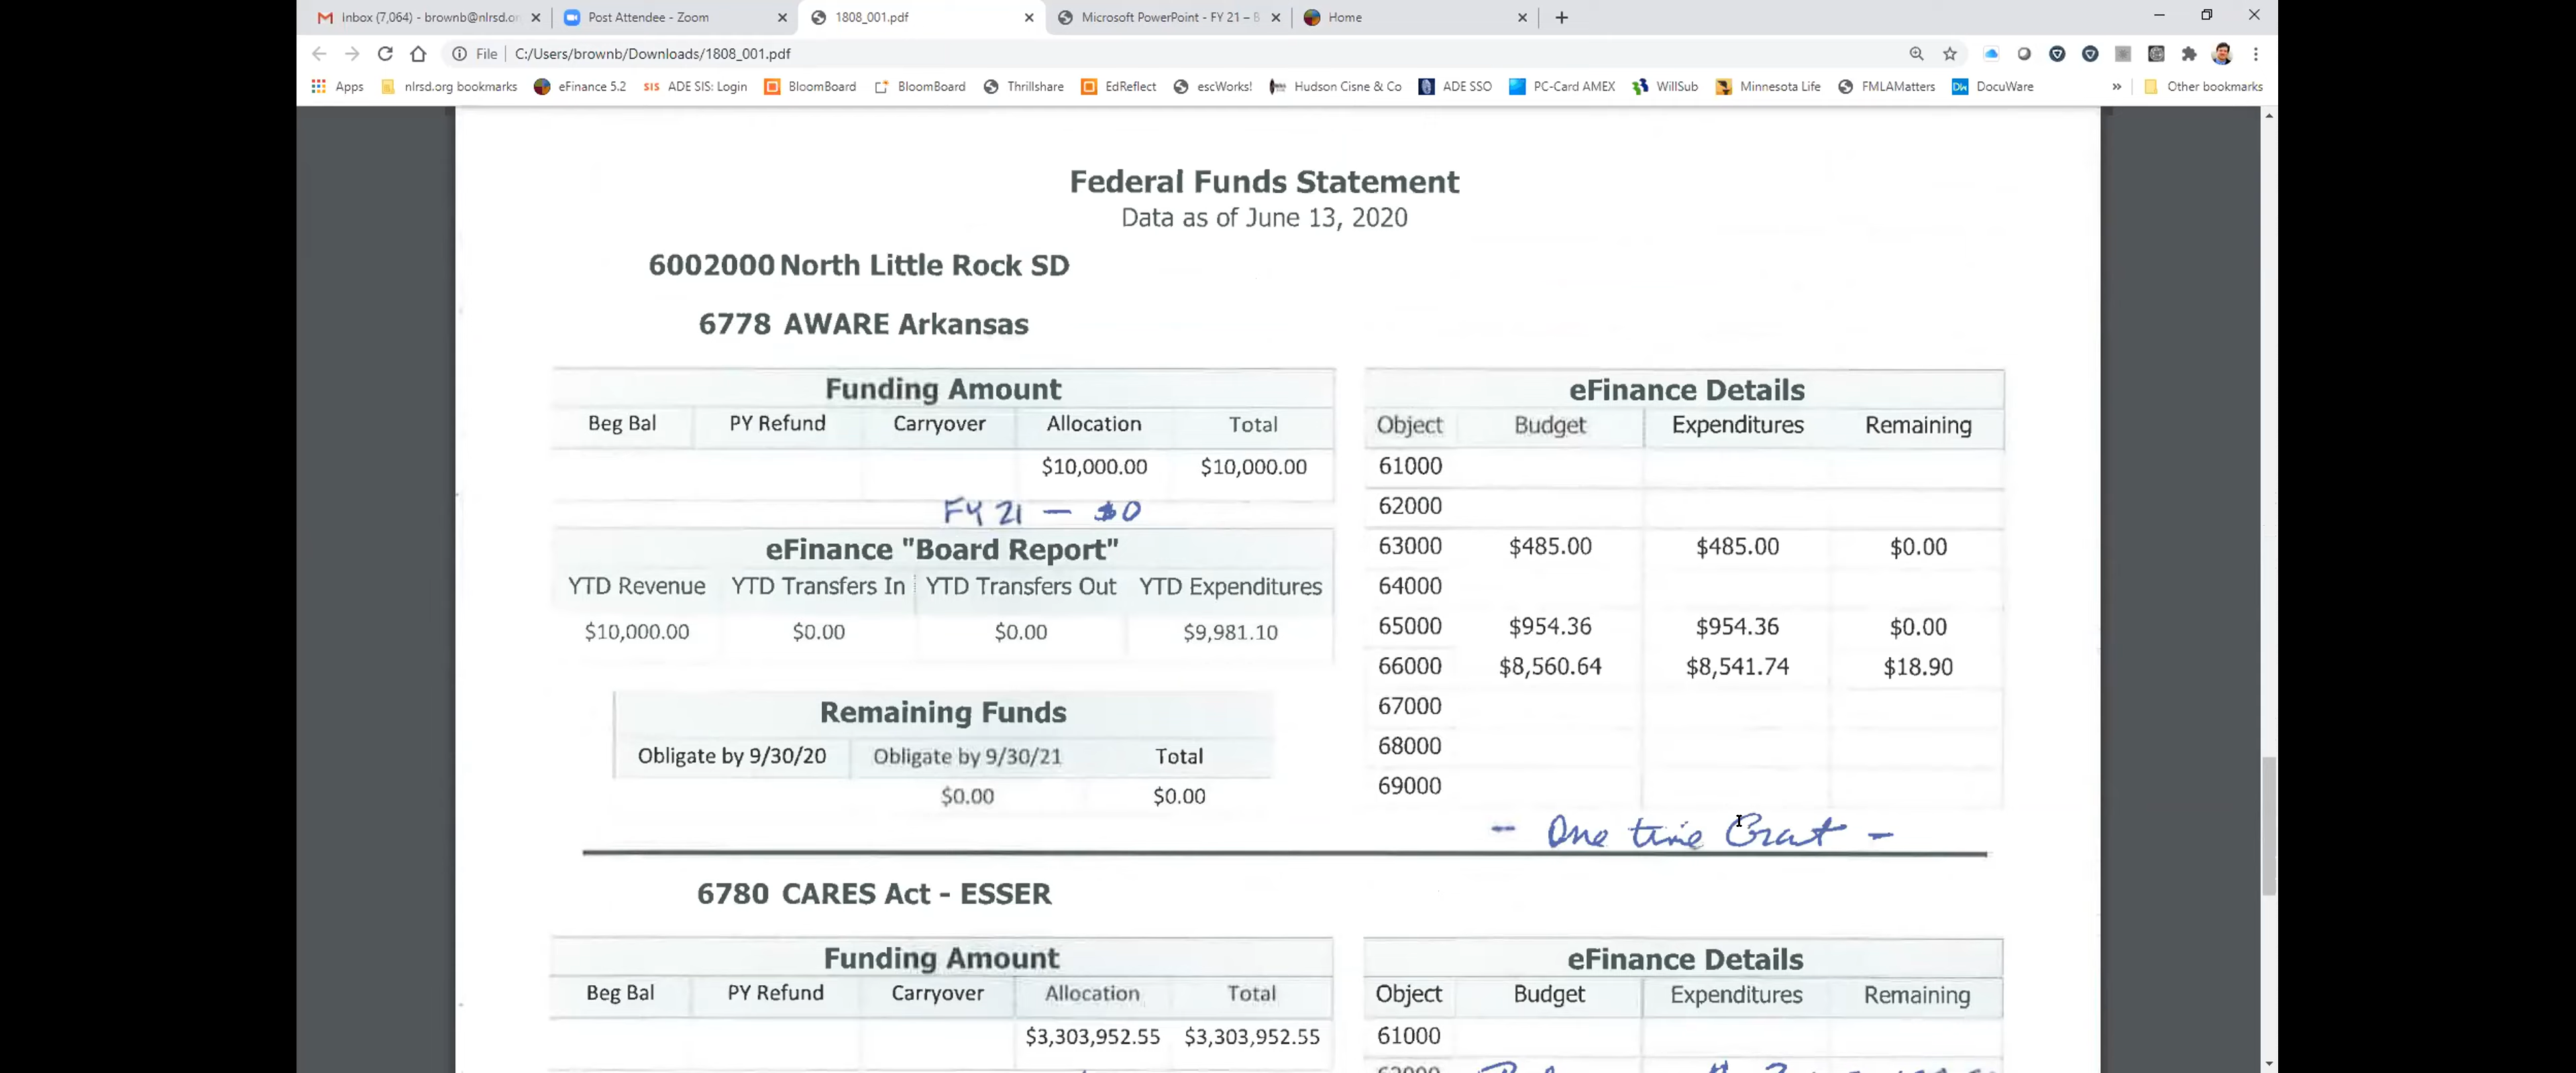 Inbox (7,064) - brownb@nlrsd.or
Post Attendee - Zoom
1808_001.pdf
Microsoft PowerPoint - FY 21 – B
Home
File C:/Users/brownb/Downloads/1808_001.pdf
Apps nlrsd.org bookmarks eFinance 5.2 SIS ADE SIS: Login BloomBoard BloomBoard Thrillshare EdReflect escWorks! Hudson Cisne & Co ADE SSO PC-Card AMEX WillSub Minnesota Life FMLAMatters Dw DocuWare » Other bookmarks
Federal Funds Statement
Data as of June 13, 2020
6002000 North Little Rock SD
6778 AWARE Arkansas
Funding Amount
Beg Bal PY Refund Carryover Allocation Total
$10,000.00 $10,000.00
FY 21 — $0
eFinance "Board Report"
YTD Revenue YTD Transfers In YTD Transfers Out YTD Expenditures
$10,000.00 $0.00 $0.00 $9,981.10
Remaining Funds
Obligate by 9/30/20 Obligate by 9/30/21 Total
$0.00 $0.00
eFinance Details
Object Budget Expenditures Remaining
61000
62000
63000 $485.00 $485.00 $0.00
64000
65000 $954.36 $954.36 $0.00
66000 $8,560.64 $8,541.74 $18.90
67000
68000
69000
- One time Grant -
6780 CARES Act - ESSER
Funding Amount
Beg Bal PY Refund Carryover Allocation Total
$3,303,952.55 $3,303,952.55
eFinance Details
Object Budget Expenditures Remaining
61000